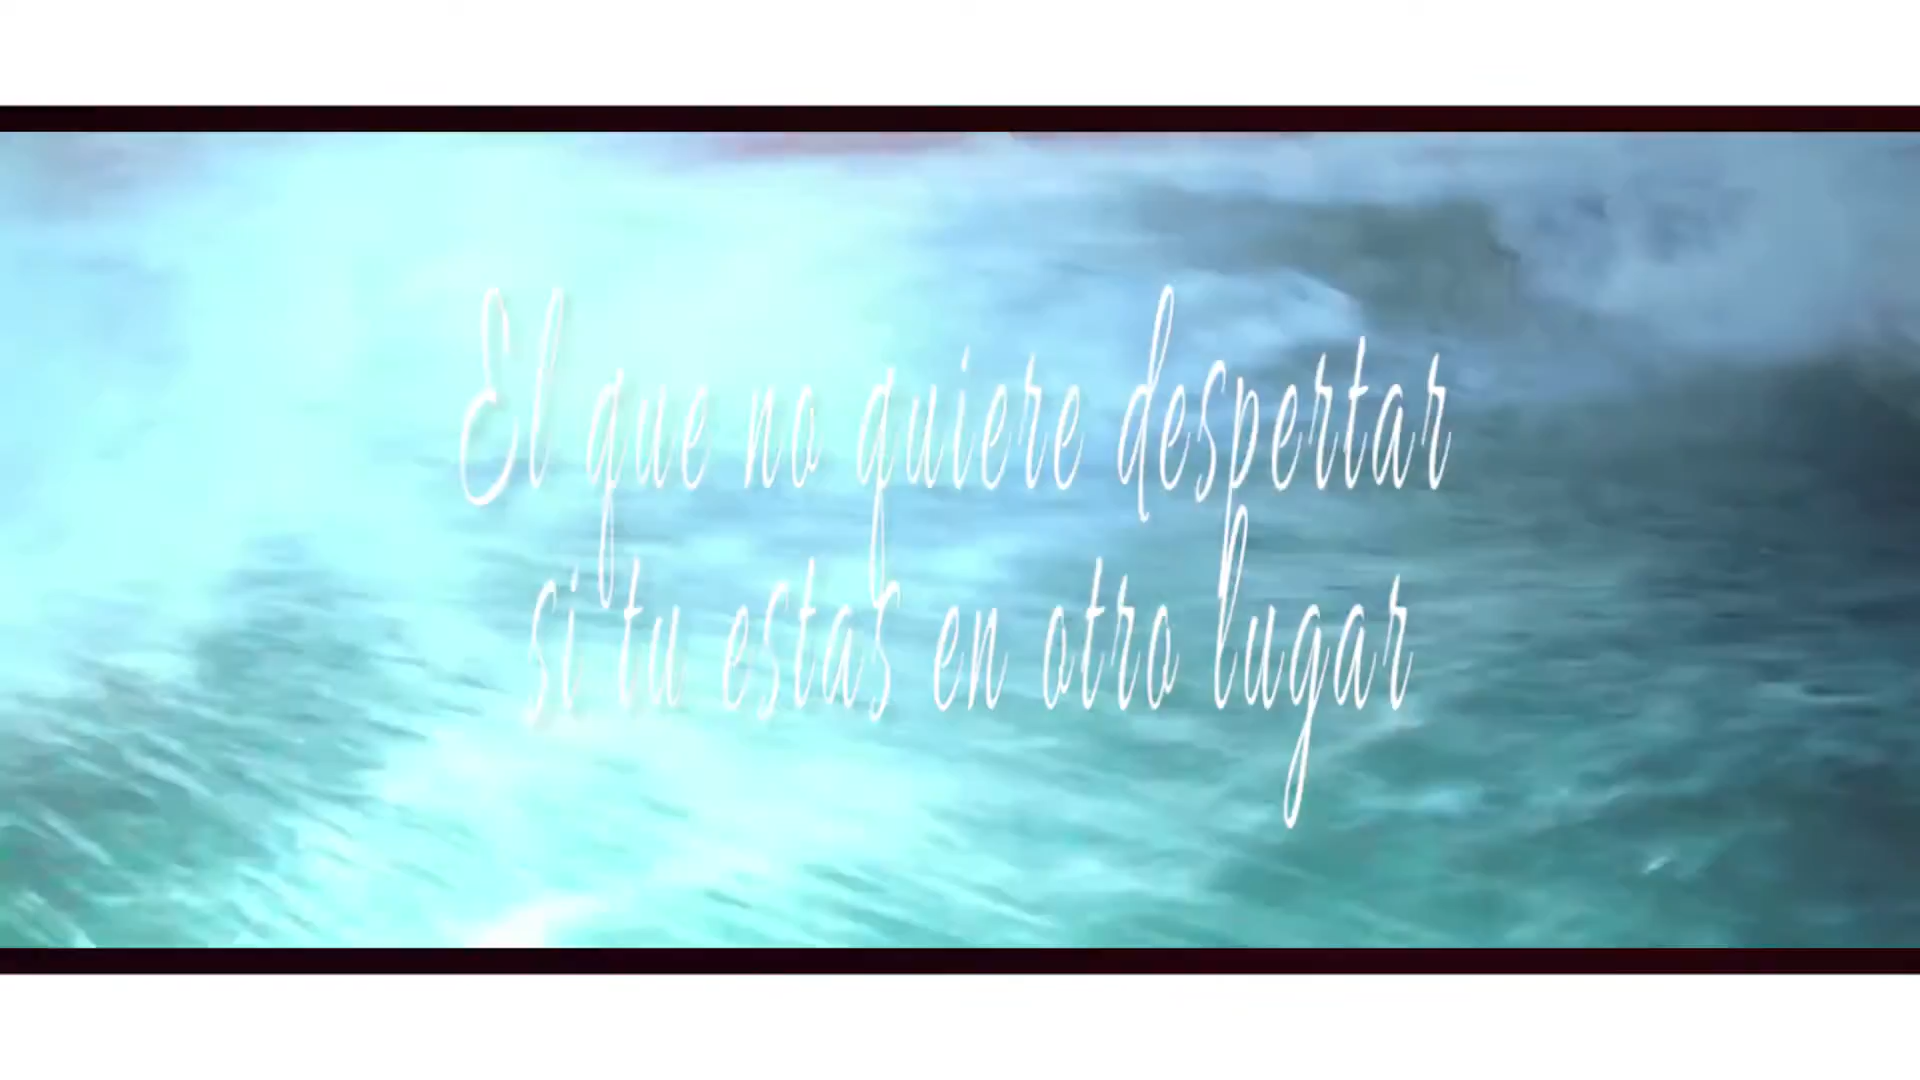 El que no quiere despertar
si tu estas en otro lugar